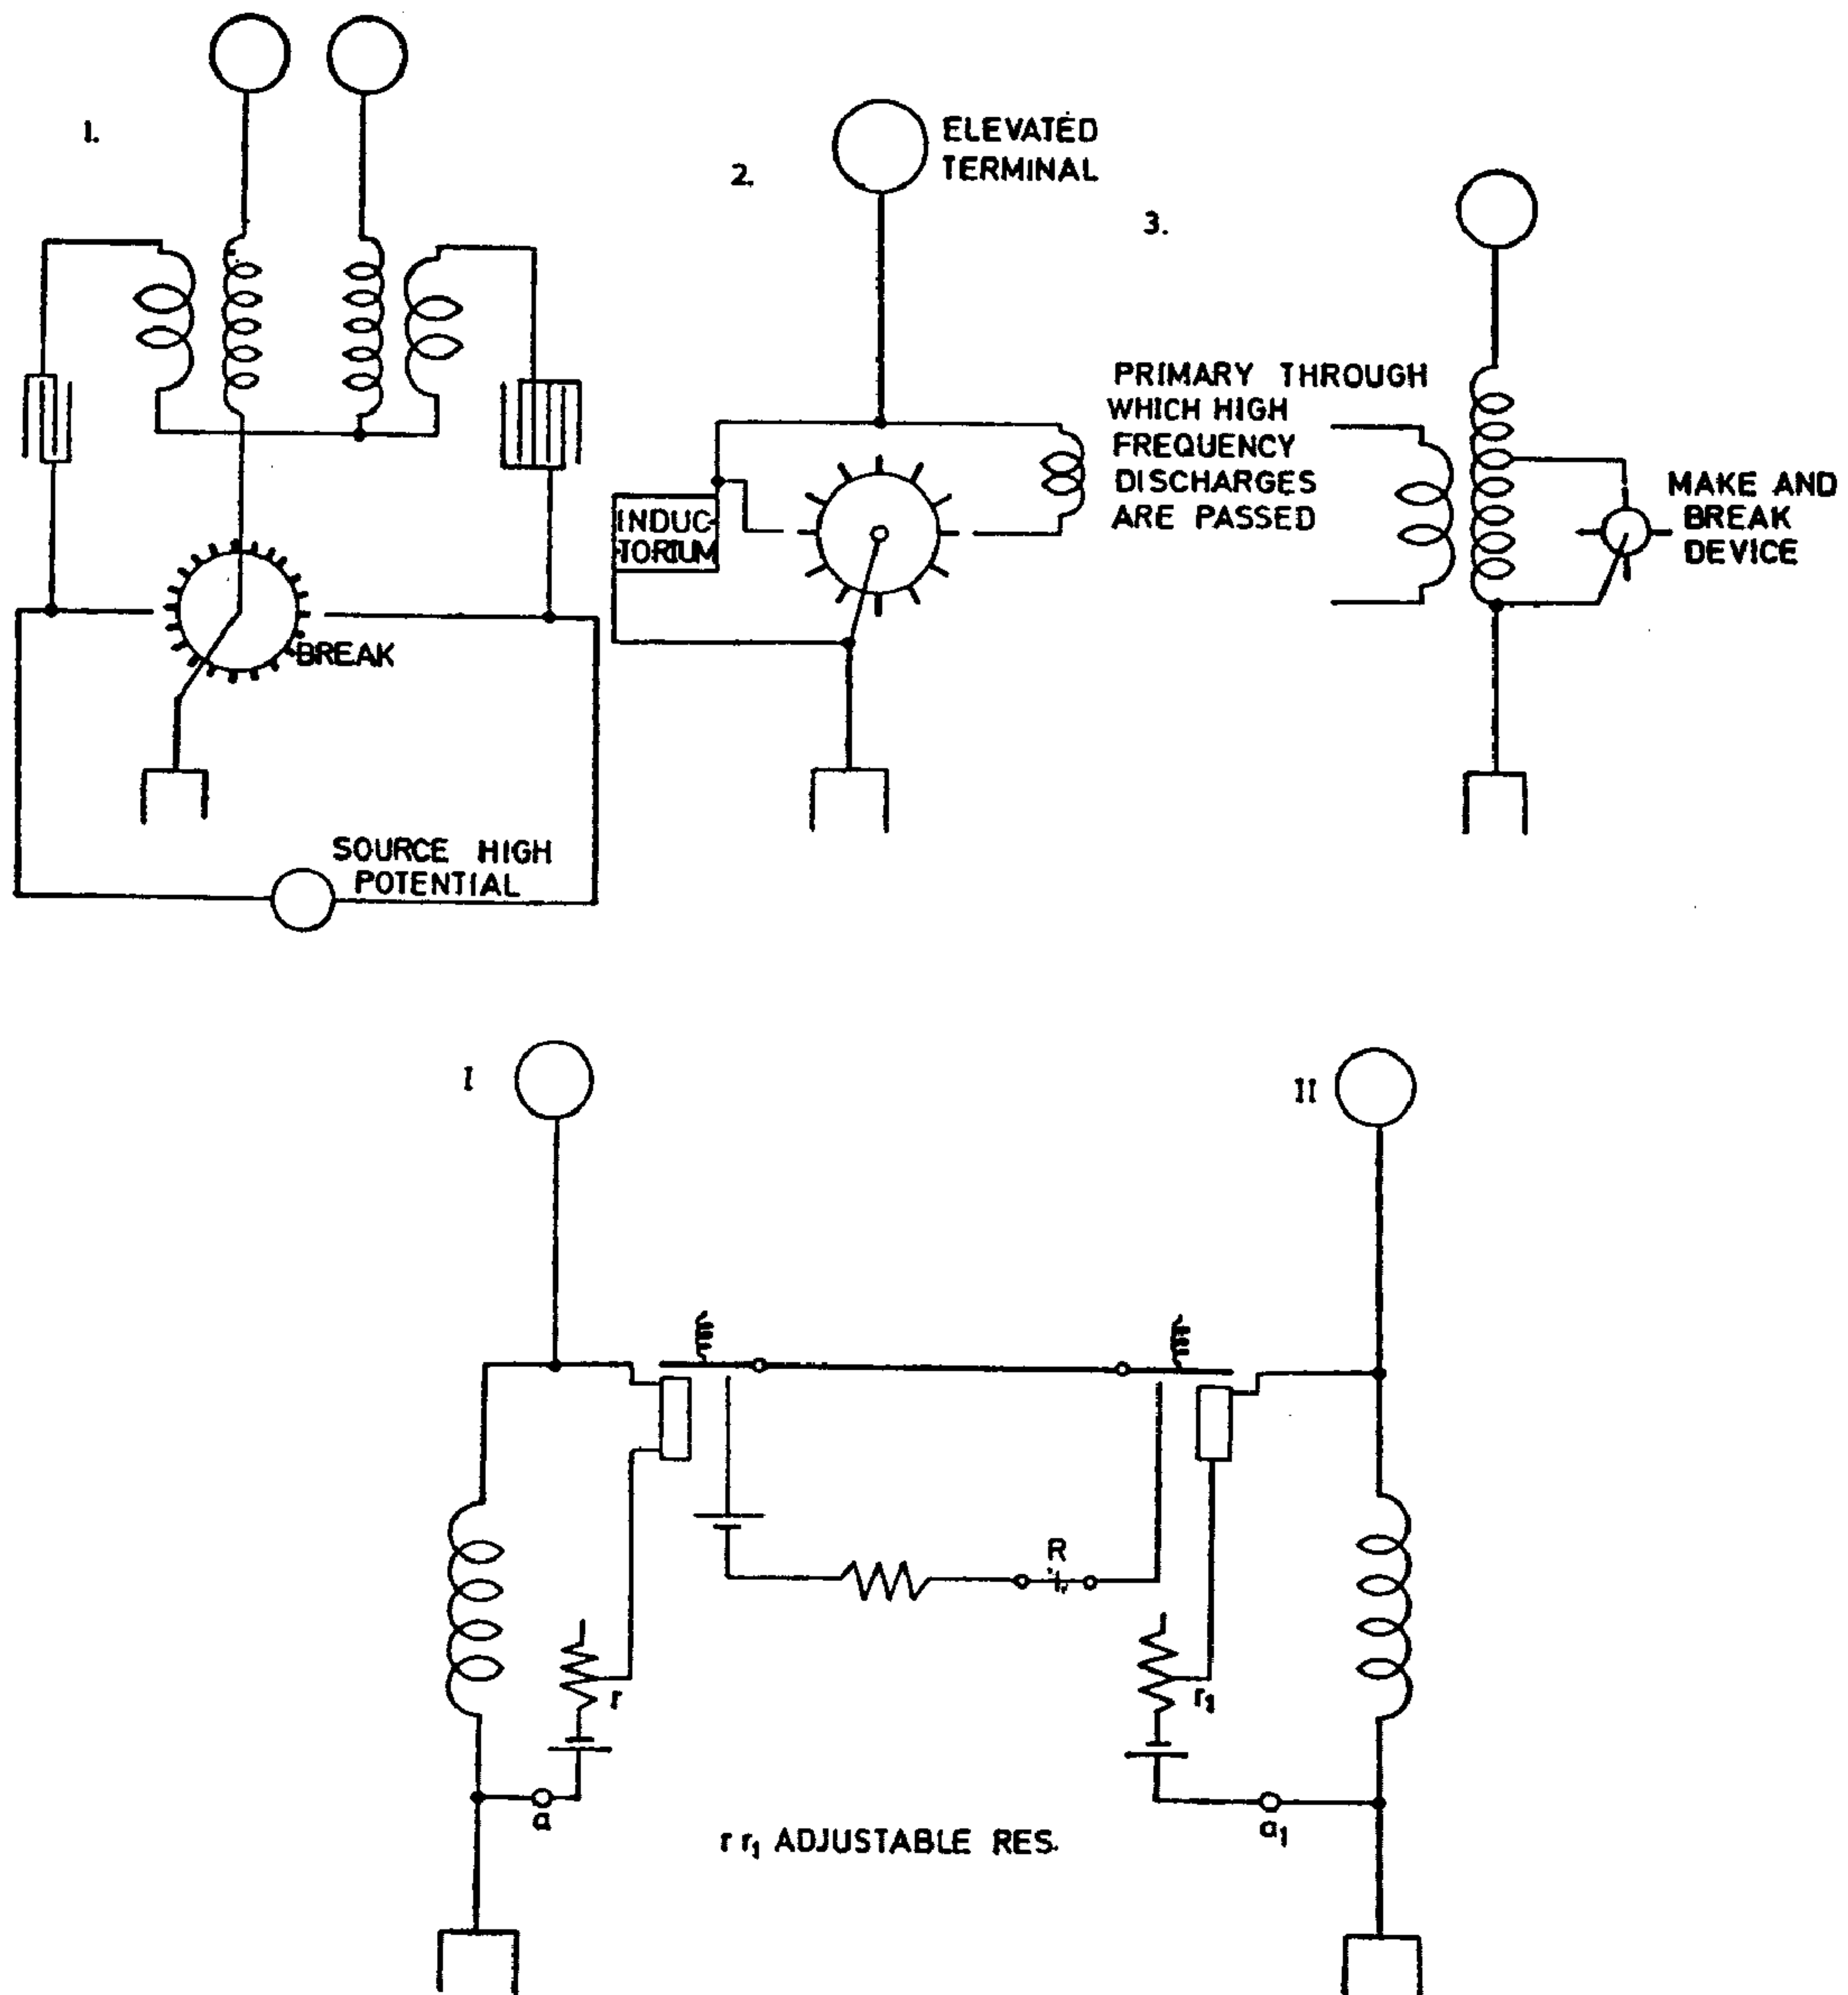 1.
2.
ELEVATED
TERMINAL
3.
PRIMARY THROUGH
WHICH HIGH
FREQUENCY
DISCHARGES
ARE PASSED
INDUC-
TORIUM
MAKE AND
BREAK
DEVICE
BREAK
SOURCE HIGH
POTENTIAL
I
II
R
r
r₁
a
a₁
r r₁ ADJUSTABLE RES.